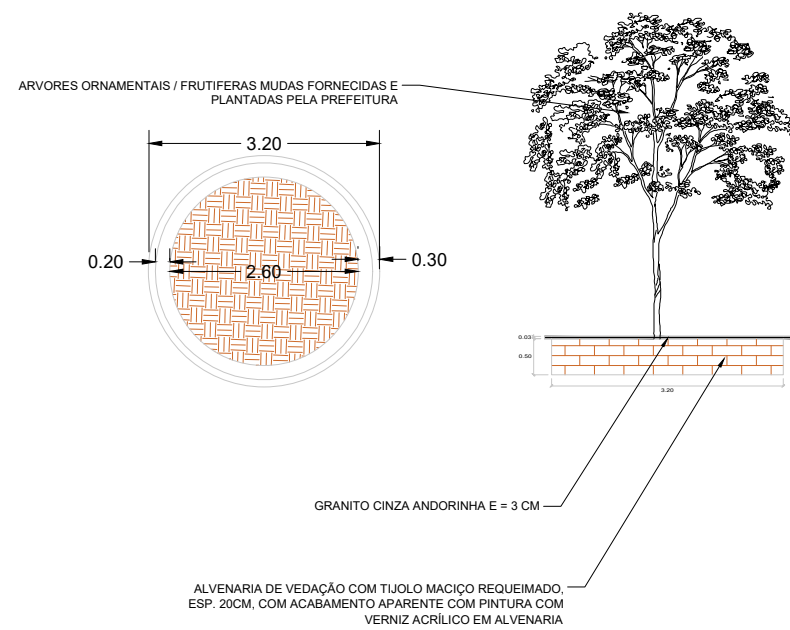 ARVORES ORNAMENTAIS / FRUTIFERAS MUDAS FORNECIDAS E
PLANTADAS PELA PREFEITURA
3.20
0.20
2.60
0.30
0.03
0.50
3.20
GRANITO CINZA ANDORINHA E = 3 CM
ALVENARIA DE VEDAÇÃO COM TIJOLO MACIÇO REQUEIMADO,
ESP. 20CM, COM ACABAMENTO APARENTE COM PINTURA COM
VERNIZ ACRÍLICO EM ALVENARIA